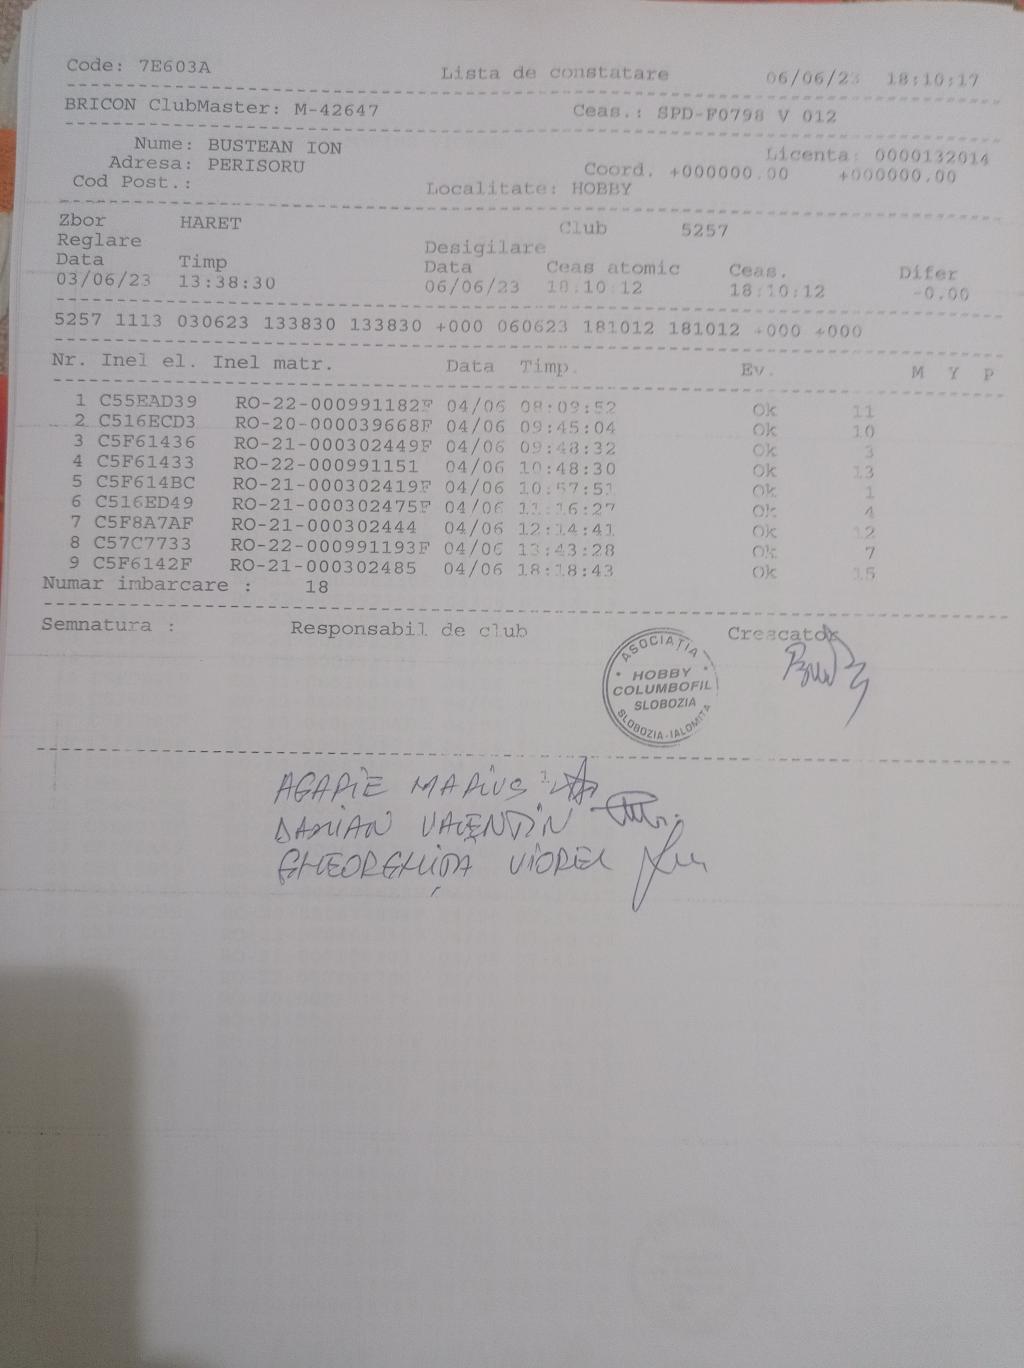 Code: 7E603A Lista de constatare 06/06/23 18:10:17
BRICON ClubMaster: M-42647 Ceas.: SPD-F0798 V 012
Nume: BUSTEAN ION Licenta: 0000132014
Adresa: PERISORU Coord. +000000.00 +000000.00
Cod Post.: Localitate: HOBBY
Zbor HARET Club 5257
Reglare Desigilare
Data Timp Data Ceas atomic Ceas. Difer
03/06/23 13:38:30 06/06/23 18:10:12 18:10:12 -0.00
5257 1113 030623 133830 133830 +000 060623 181012 181012 +000 +000
Nr. Inel el. Inel matr. Data Timp. Ev. M Y P
1 C55EAD39 RO-22-000991182F 04/06 08:09:52 Ok 11
2 C516ECD3 RO-20-000039668F 04/06 09:45:04 Ok 10
3 C5F61436 RO-21-000302449F 04/06 09:48:32 Ok 3
4 C5F61433 RO-22-000991151 04/06 10:48:30 Ok 13
5 C5F614BC RO-21-000302419F 04/06 10:57:51 Ok 1
6 C516ED49 RO-21-000302475F 04/06 11:16:27 Ok 4
7 C5F8A7AF RO-21-000302444 04/06 12:14:41 Ok 12
8 C57C7733 RO-22-000991193F 04/06 13:43:28 Ok 7
9 C5F6142F RO-21-000302485 04/06 18:18:43 Ok 15
Numar imbarcare : 18
Semnatura : Responsabil de club Crescator
ASOCIAȚIA
HOBBY
COLUMBOFIL
SLOBOZIA
SLOBOZIA-IALOMITA
AGAPIE MARIUS
DAMIAN VALENTIN
GHEORGHIȚA VIOREL